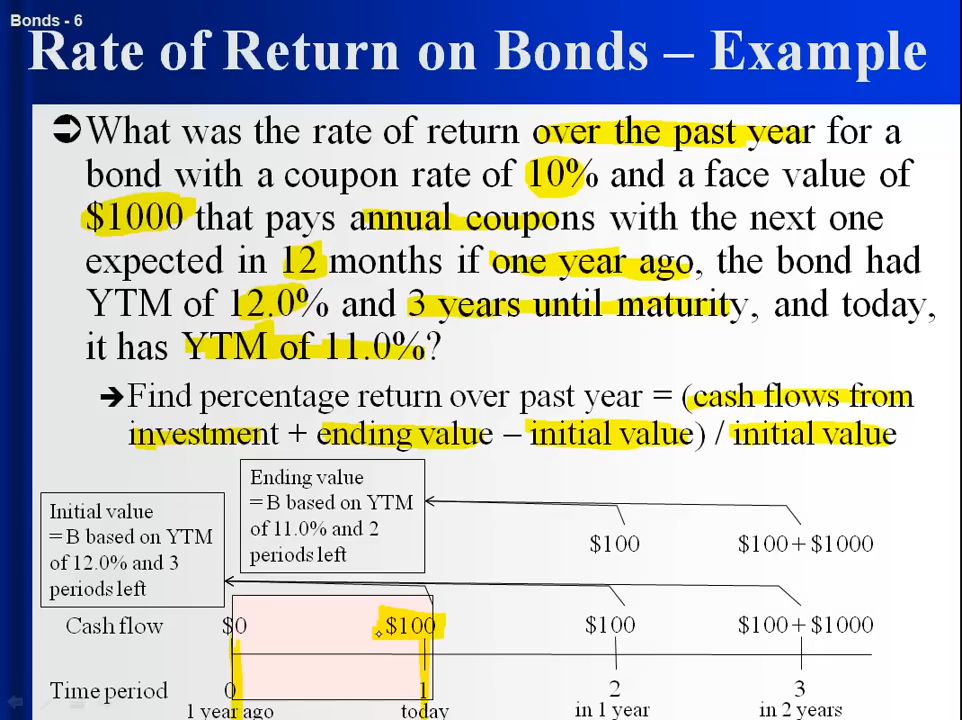 Bonds - 6
Rate of Return on Bonds – Example
➲What was the rate of return over the past year for a
bond with a coupon rate of 10% and a face value of
$1000 that pays annual coupons with the next one
expected in 12 months if one year ago, the bond had
YTM of 12.0% and 3 years until maturity, and today,
it has YTM of 11.0%?
➔Find percentage return over past year = (cash flows from
investment + ending value – initial value) / initial value
Ending value
= B based on YTM
of 11.0% and 2
periods left
Initial value
= B based on YTM
of 12.0% and 3
periods left
$100 $100 + $1000
Cash flow $0 $100 $100 $100 + $1000
Time period 0 1 2 3
1 year ago today in 1 year in 2 years